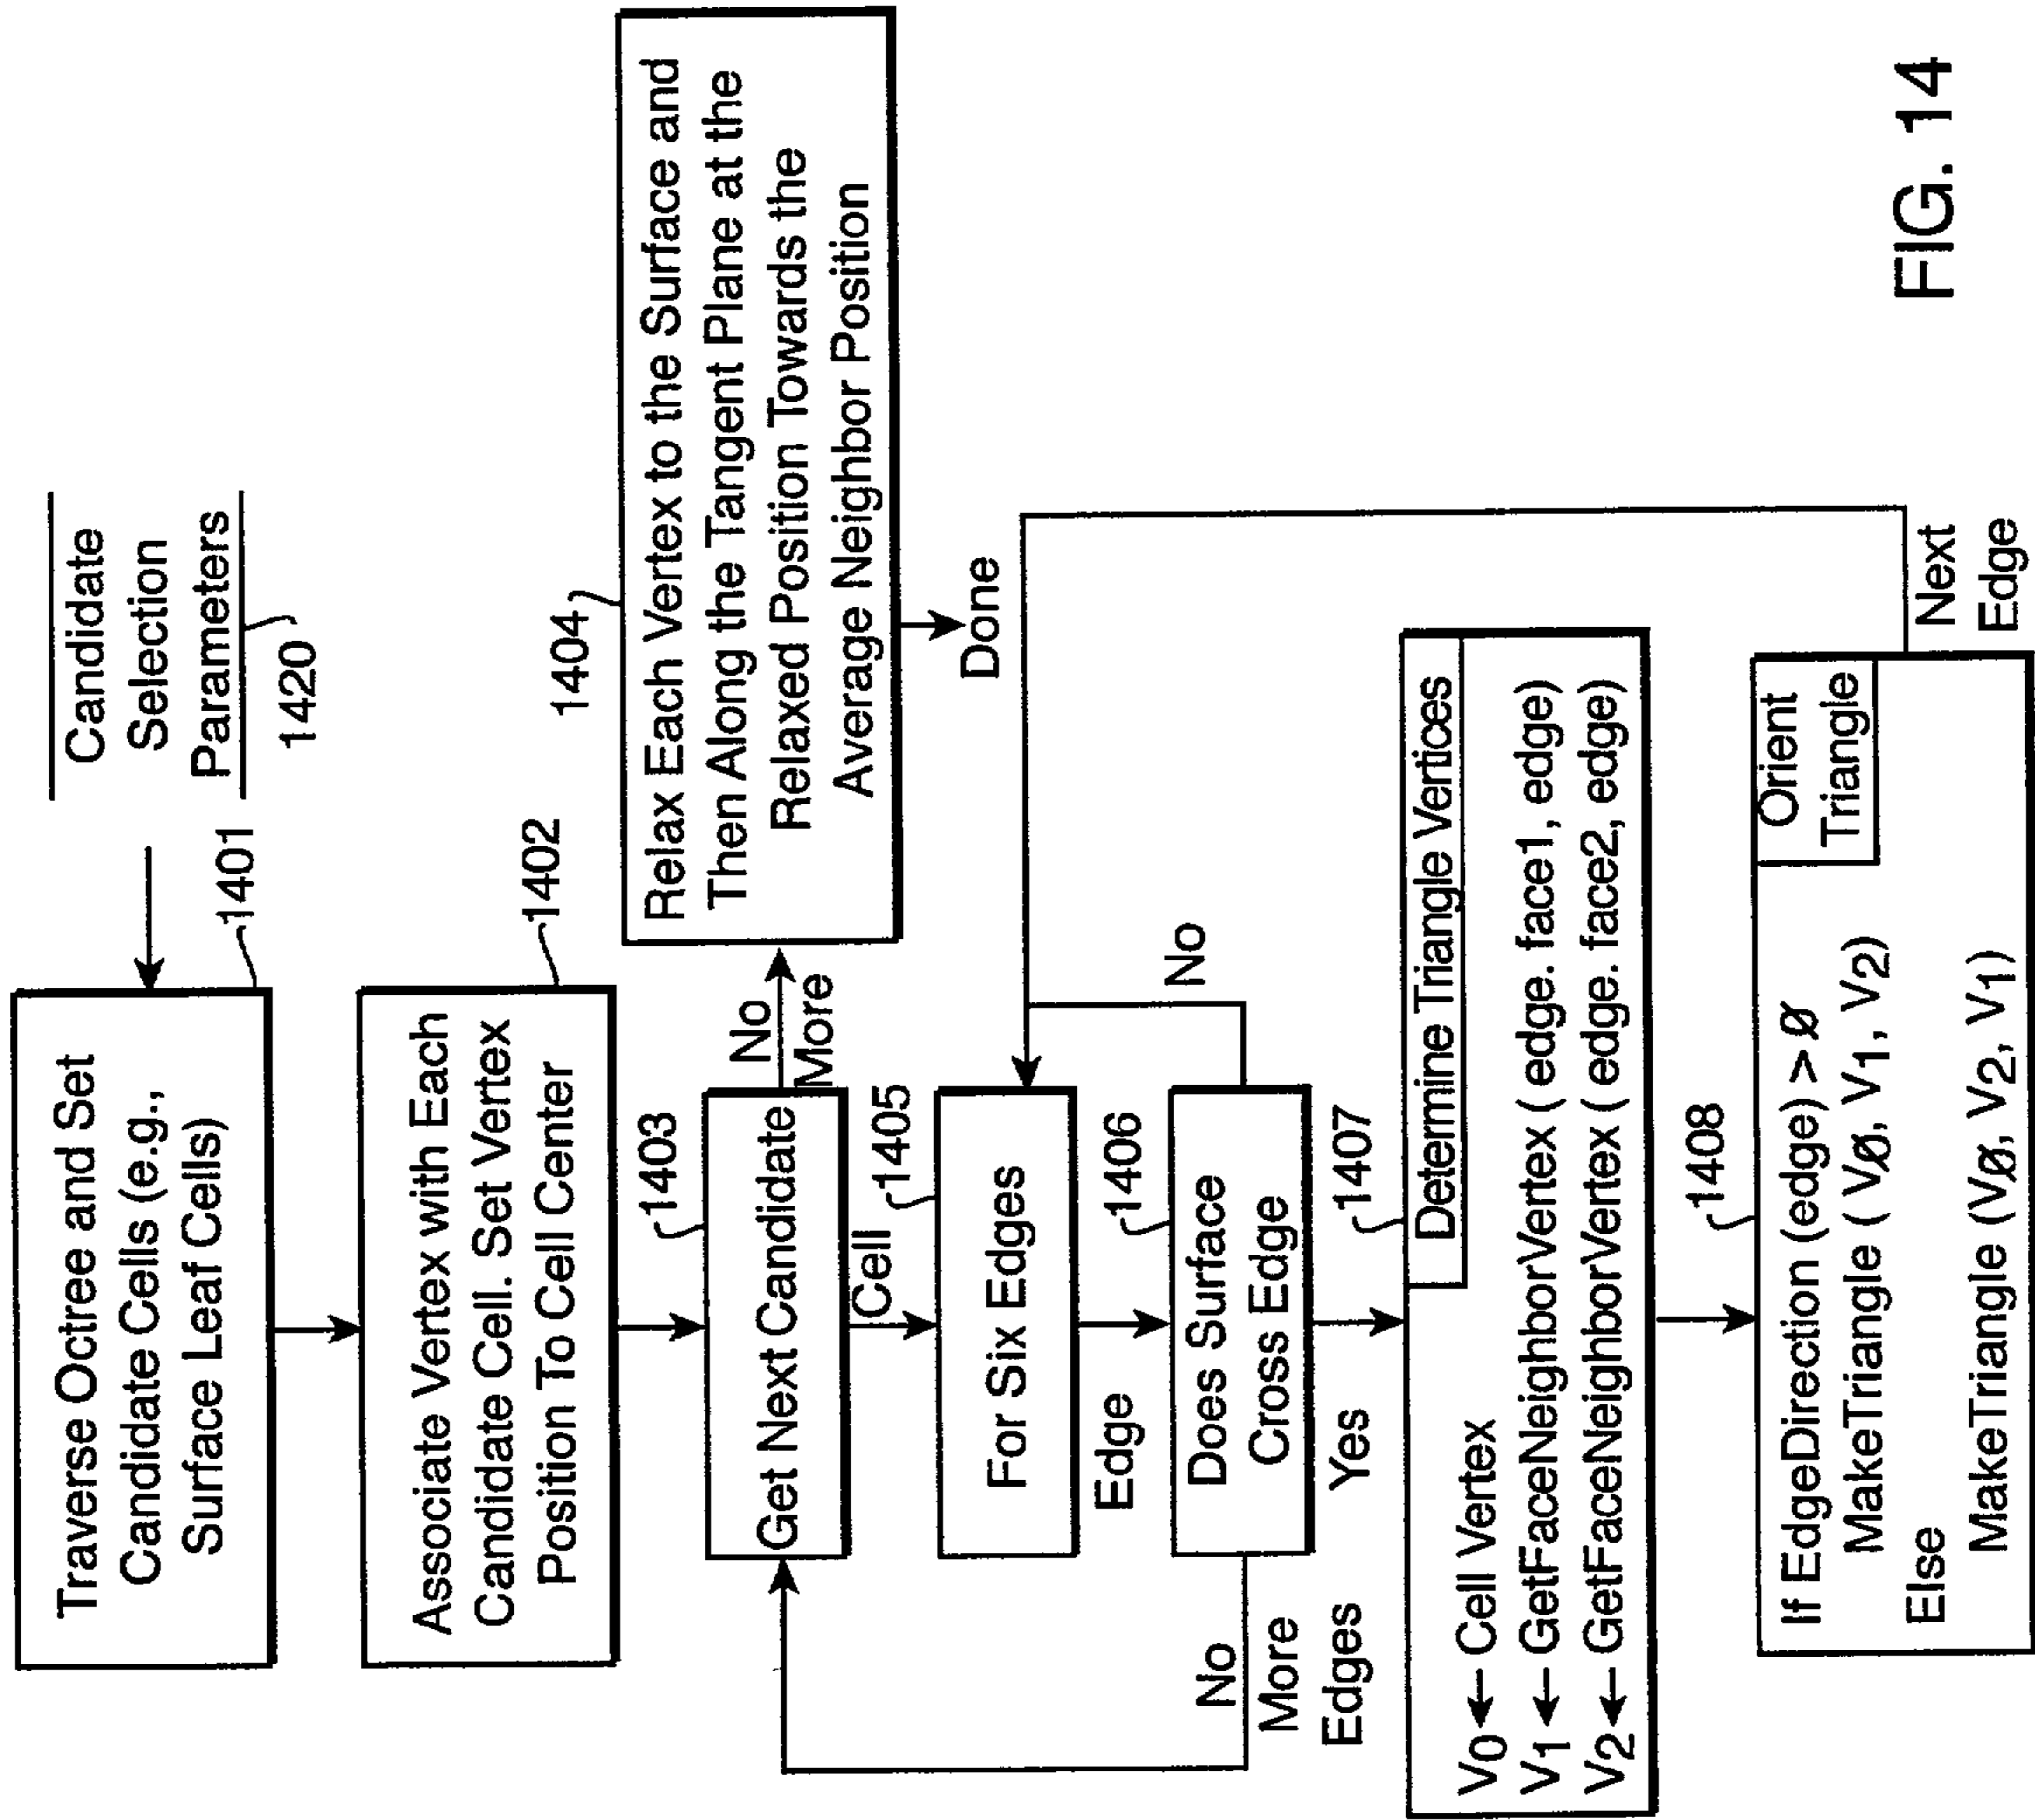 Candidate
Selection
Parameters
1420
Traverse Octree and Set
Candidate Cells (e.g.,
Surface Leaf Cells)
1401
Associate Vertex with Each
Candidate Cell. Set Vertex
Position To Cell Center
1402
1403
Get Next Candidate
No
More
1404
Relax Each Vertex to the Surface and
Then Along the Tangent Plane at the
Relaxed Position Towards the
Average Neighbor Position
Done
Cell
1405
For Six Edges
Edge
1406
Does Surface
Cross Edge
No
No
More
Edges
Yes
1407
Determine Triangle Vertices
V0 ← Cell Vertex
V1 ← GetFaceNeighborVertex ( edge. face1, edge)
V2 ← GetFaceNeighborVertex ( edge. face2, edge)
1408
Orient
Triangle
If EdgeDirection (edge) > Ø
MakeTriangle ( VØ, V1, V2)
Else
MakeTriangle (VØ, V2, V1)
Next
Edge
FIG. 14